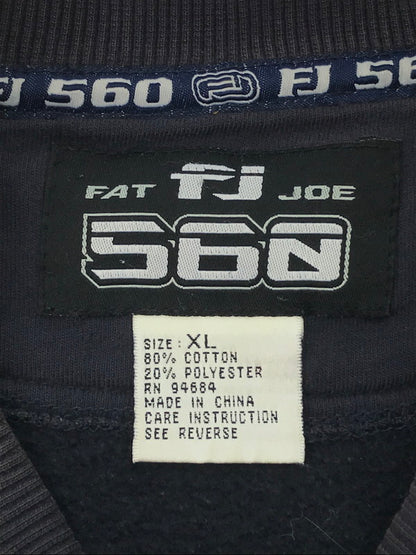 FJ 560 FJ 560
FAT FJ JOE
560
SIZE: XL
80% COTTON
20% POLYESTER
RN 94684
MADE IN CHINA
CARE INSTRUCTION
SEE REVERSE